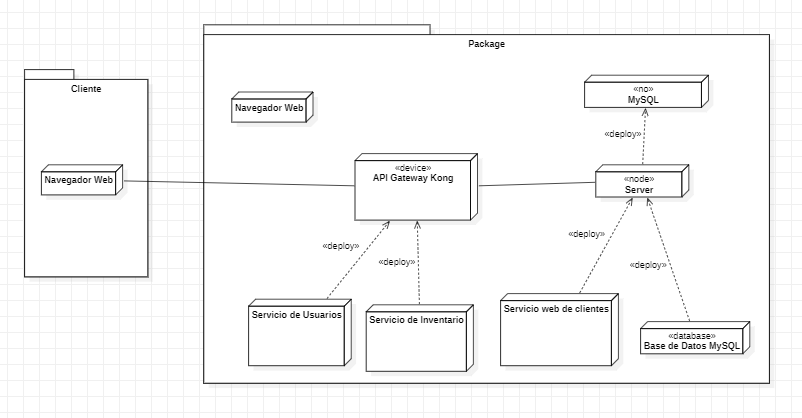 Package
Cliente
Navegador Web
Navegador Web
«no»
MySQL
«deploy»
«device»
API Gateway Kong
«node»
Server
«deploy»
«deploy»
«deploy»
«deploy»
Servicio de Usuarios
Servicio de Inventario
Servicio web de clientes
«database»
Base de Datos MySQL